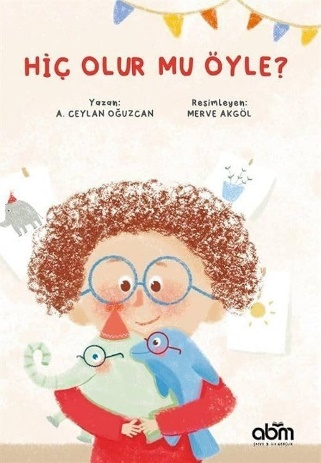 HİÇ OLUR MU ÖYLE?
Yazan:
A. CEYLAN OĞUZCAN
Resimleyen:
MERVE AKGÖL
abm